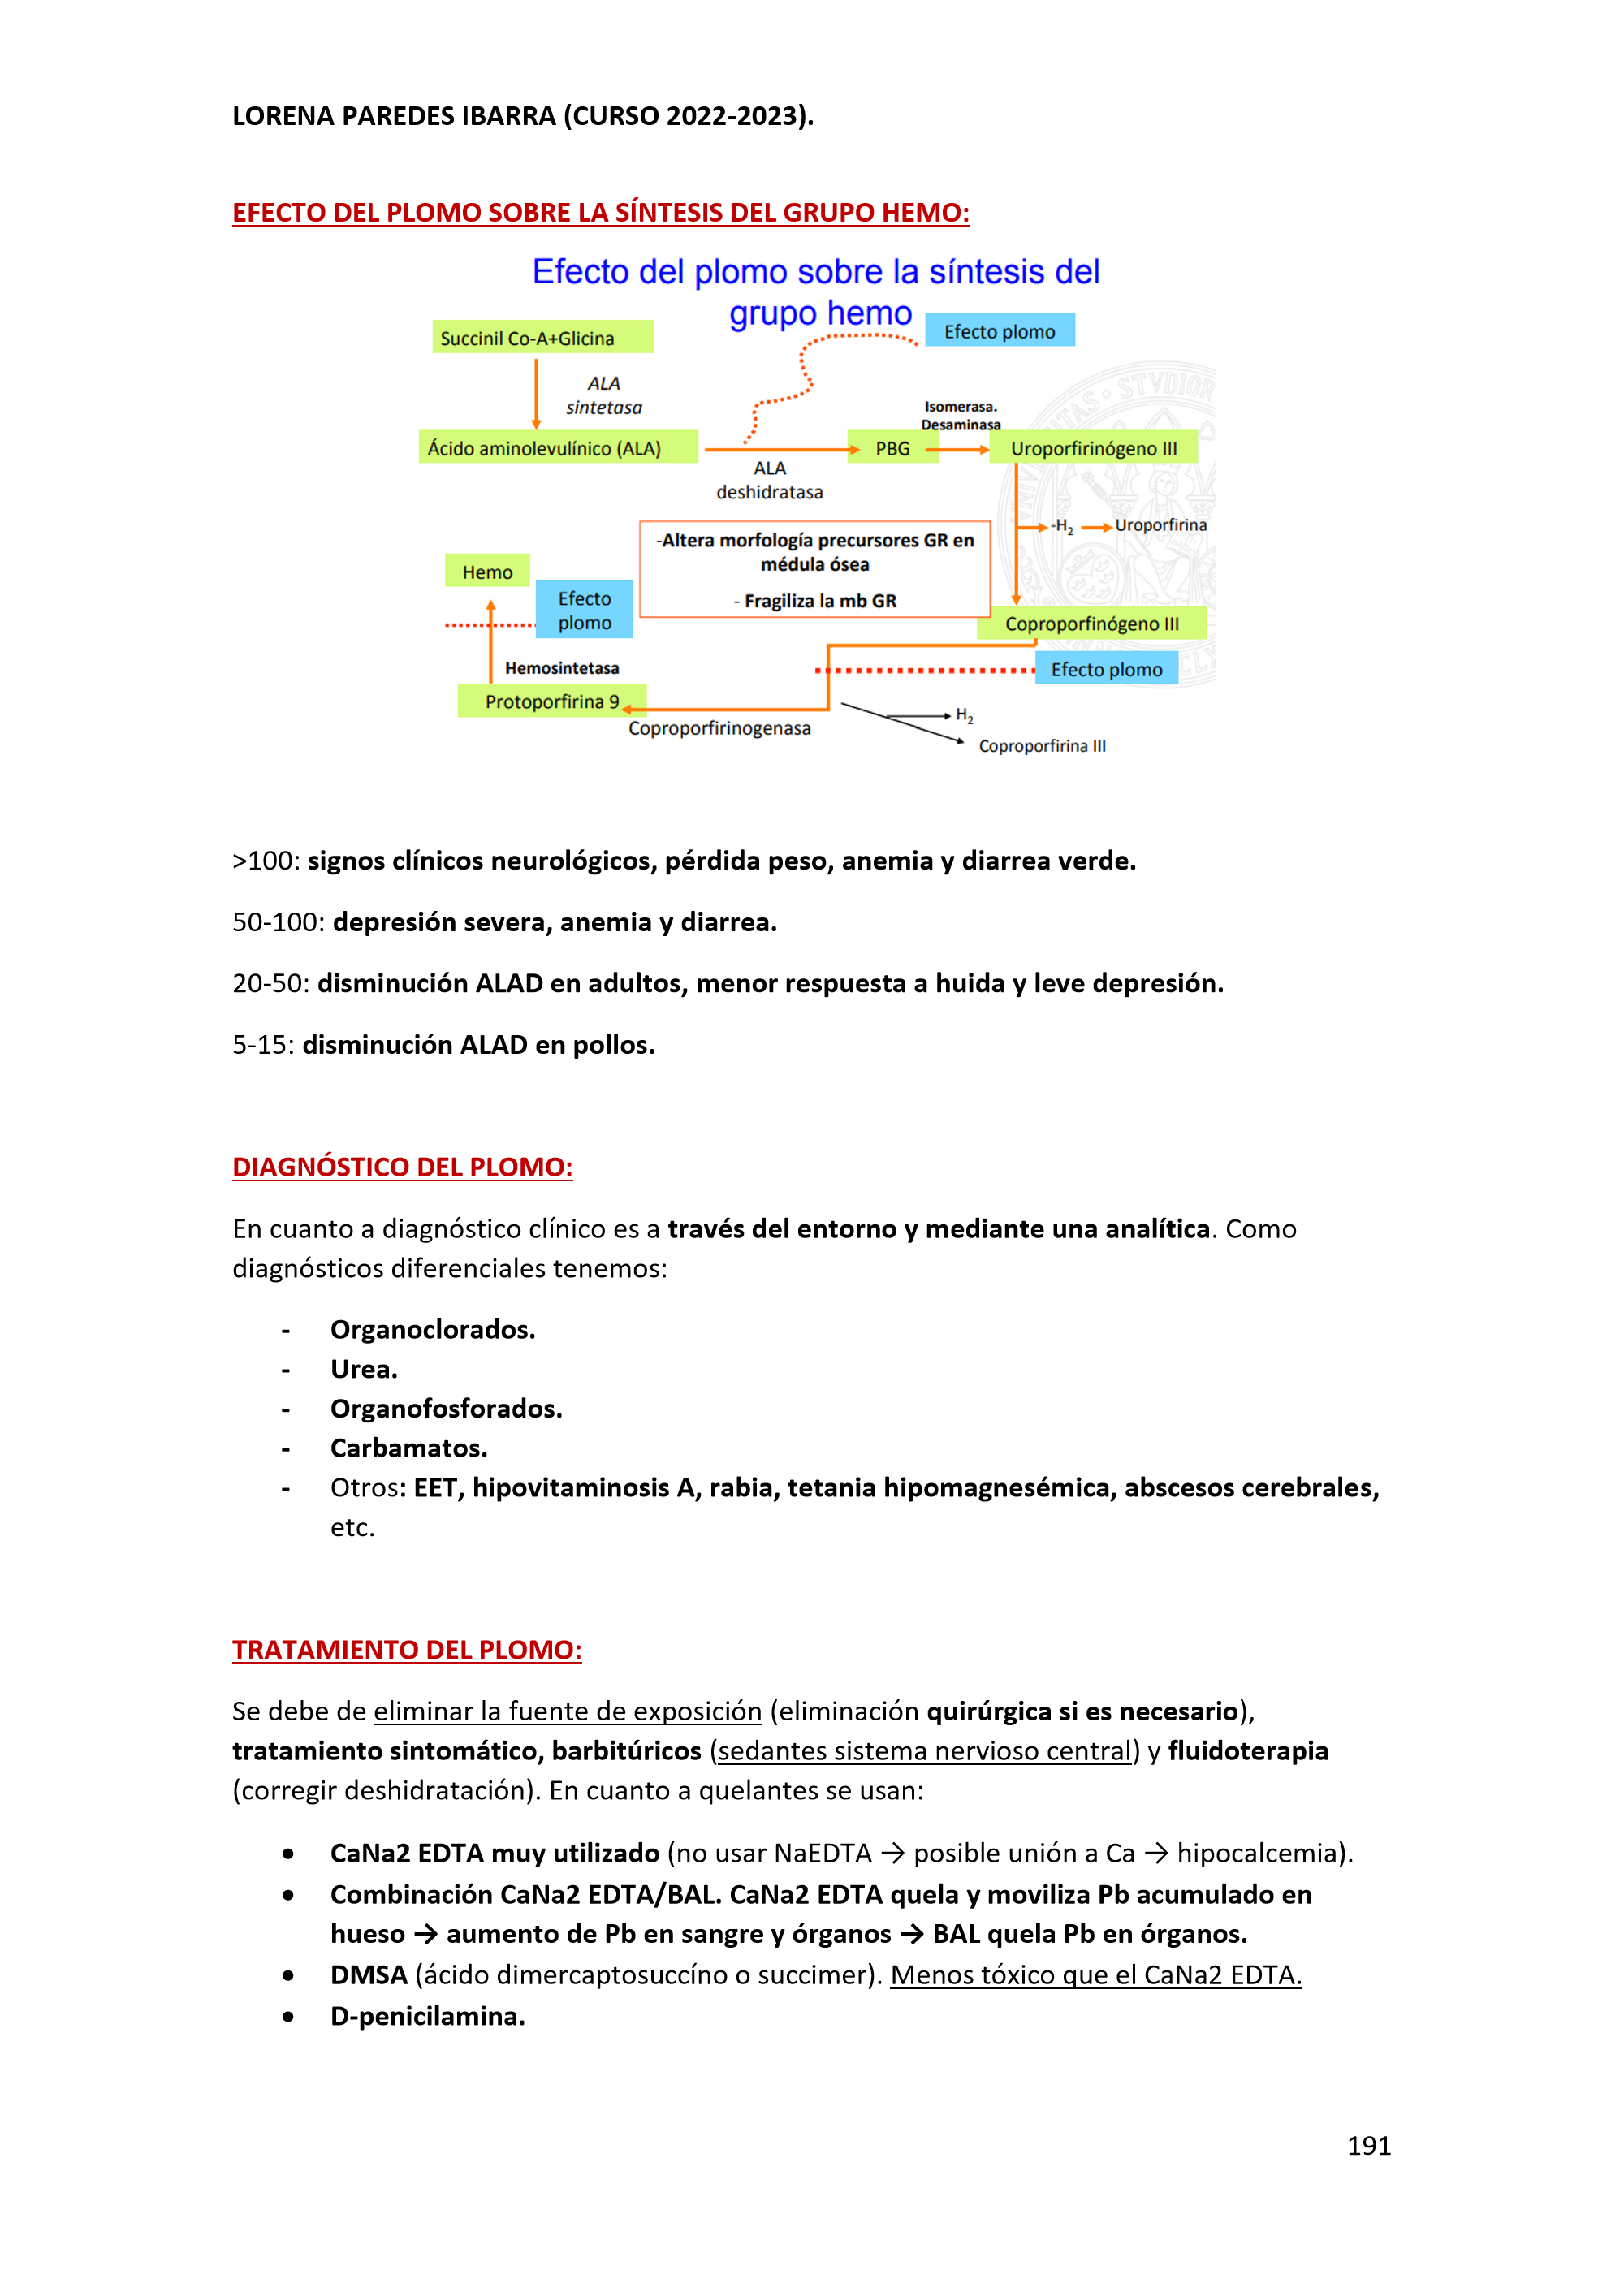 LORENA PAREDES IBARRA (CURSO 2022-2023).
EFECTO DEL PLOMO SOBRE LA SÍNTESIS DEL GRUPO HEMO:
Efecto del plomo sobre la síntesis del
grupo hemo
Efecto plomo
Succinil Co-A+Glicina
ALA
sintetasa
Isomerasa.
Desaminasa
Ácido aminolevulínico (ALA)
PBG
Uroporfirinógeno III
ALA
deshidratasa
-H2
Uroporfirina
-Altera morfología precursores GR en
médula ósea
- Fragiliza la mb GR
Hemo
Efecto
plomo
Coproporfinógeno III
Hemosintetasa
Efecto plomo
Protoporfirina 9
Coproporfirinogenasa
H2
Coproporfirina III
>100: signos clínicos neurológicos, pérdida peso, anemia y diarrea verde.
50-100: depresión severa, anemia y diarrea.
20-50: disminución ALAD en adultos, menor respuesta a huida y leve depresión.
5-15: disminución ALAD en pollos.
DIAGNÓSTICO DEL PLOMO:
En cuanto a diagnóstico clínico es a través del entorno y mediante una analítica. Como
diagnósticos diferenciales tenemos:
- Organoclorados.
- Urea.
- Organofosforados.
- Carbamatos.
- Otros: EET, hipovitaminosis A, rabia, tetania hipomagnesémica, abscesos cerebrales,
etc.
TRATAMIENTO DEL PLOMO:
Se debe de eliminar la fuente de exposición (eliminación quirúrgica si es necesario),
tratamiento sintomático, barbitúricos (sedantes sistema nervioso central) y fluidoterapia
(corregir deshidratación). En cuanto a quelantes se usan:
• CaNa2 EDTA muy utilizado (no usar NaEDTA → posible unión a Ca → hipocalcemia).
• Combinación CaNa2 EDTA/BAL. CaNa2 EDTA quela y moviliza Pb acumulado en
hueso → aumento de Pb en sangre y órganos → BAL quela Pb en órganos.
• DMSA (ácido dimercaptosuccíno o succimer). Menos tóxico que el CaNa2 EDTA.
• D-penicilamina.
191